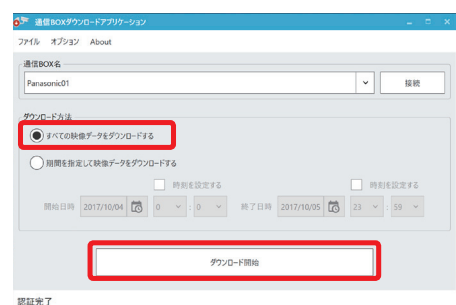 通信BOXダウンロードアプリケーション
ファイル オプション About
通信BOX名
Panasonic01 接続
ダウンロード方法
すべての映像データをダウンロードする
期間を指定して映像データをダウンロードする
時刻を設定する 時刻を設定する
開始日時 2017/10/04 0 : 0 終了日時 2017/10/05 23 : 59
ダウンロード開始
認証完了